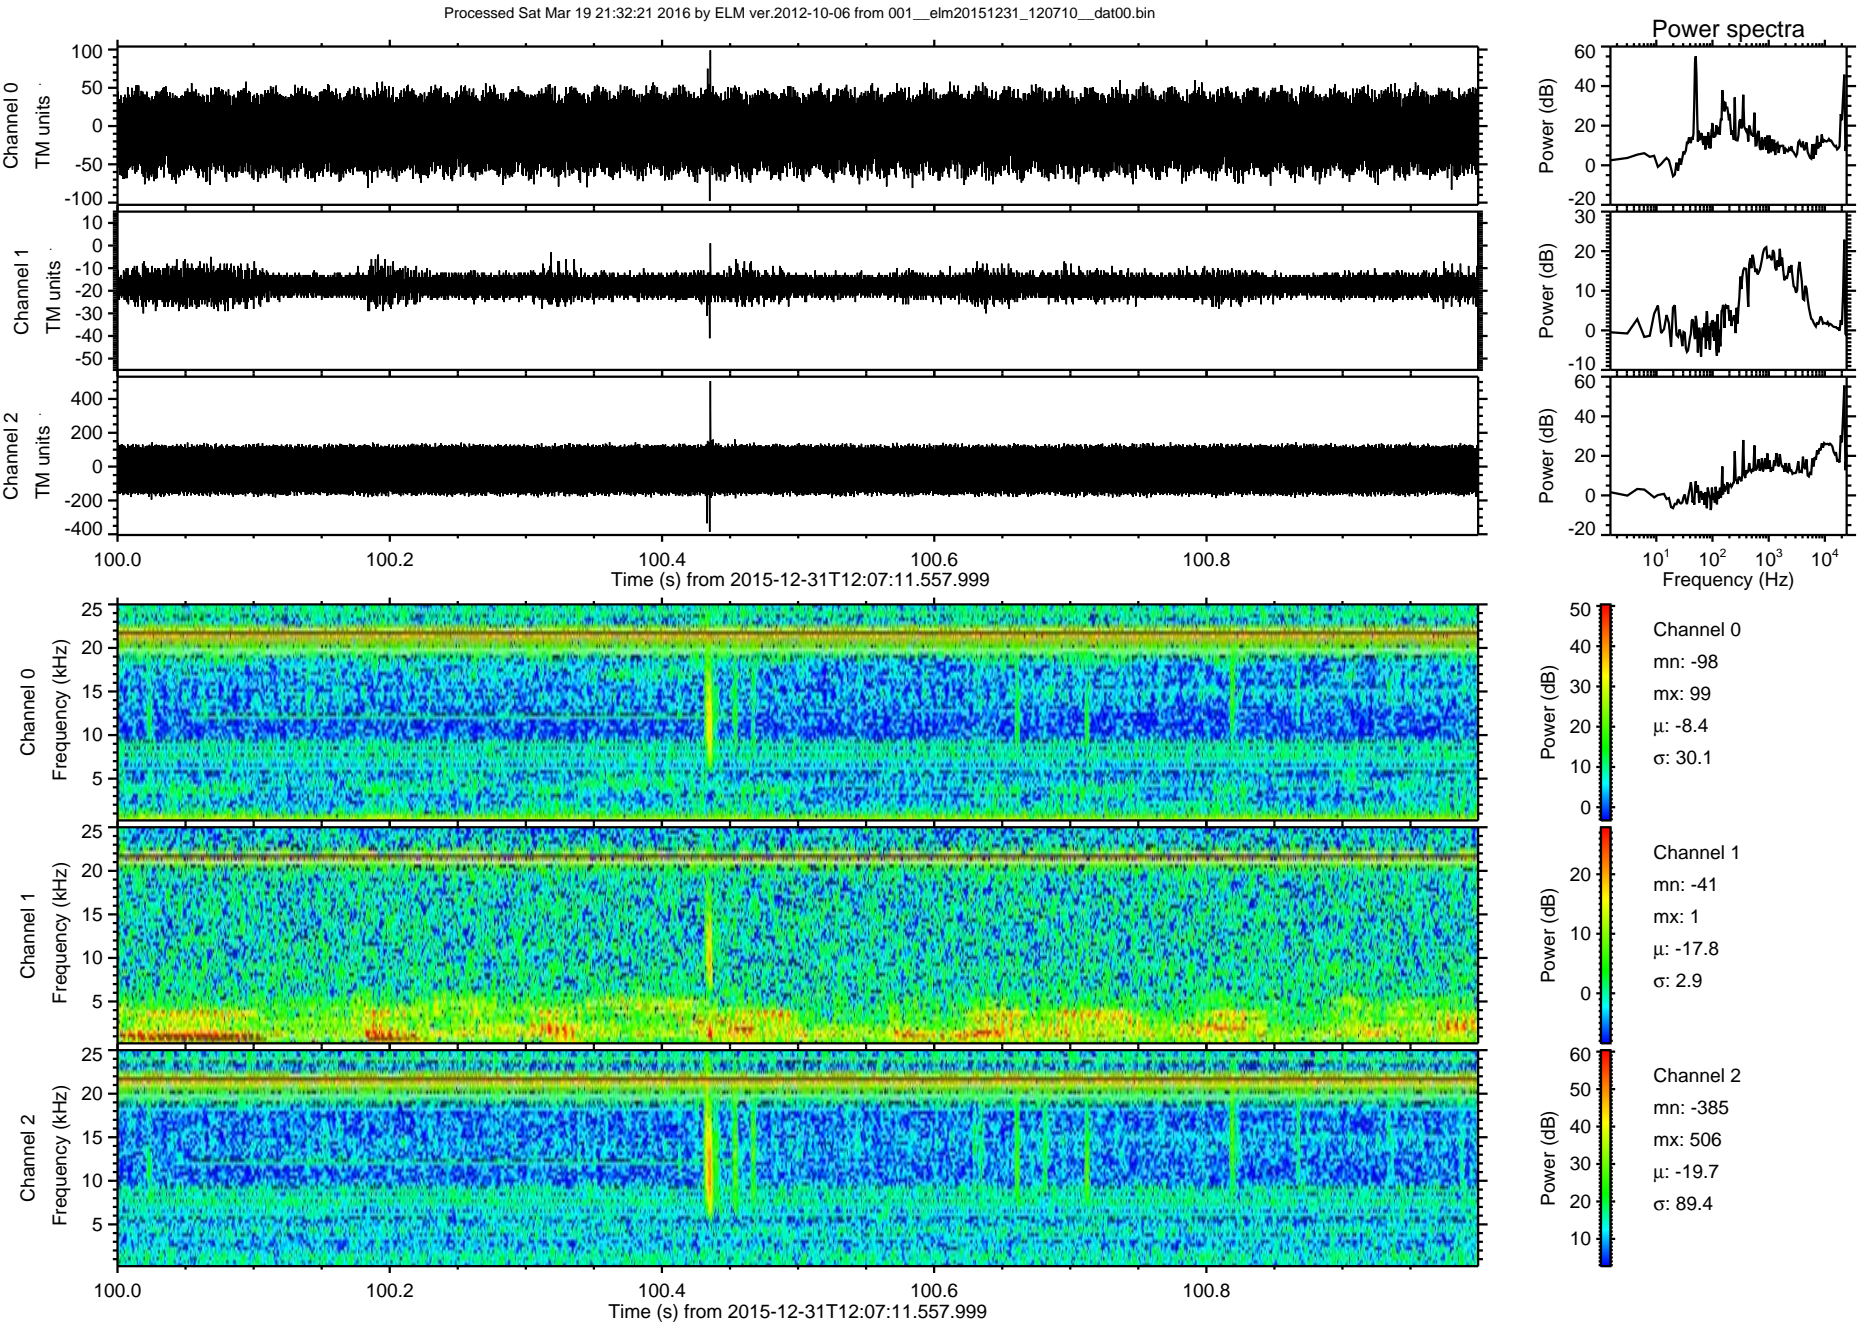 Processed Sat Mar 19 21:32:21 2016 by ELM ver.2012-10-06 from 001__elm20151231_120710__dat00.bin
Power spectra
Channel 0
TM units
100
50
0
-50
-100
Power (dB)
60
40
20
0
-20
Channel 1
TM units
10
0
-10
-20
-30
-40
-50
Power (dB)
30
20
10
0
-10
Channel 2
TM units
400
200
0
-200
-400
Power (dB)
60
40
20
0
-20
100.0 100.2 100.4 100.6 100.8
Time (s) from 2015-12-31T12:07:11.557.999
10¹ 10² 10³ 10⁴
Frequency (Hz)
Channel 0
Frequency (kHz)
25
20
15
10
5
Power (dB)
50
40
30
20
10
0
Channel 0
mn: -98
mx: 99
μ: -8.4
σ: 30.1
Channel 1
Frequency (kHz)
25
20
15
10
5
Power (dB)
20
10
0
Channel 1
mn: -41
mx: 1
μ: -17.8
σ: 2.9
Channel 2
Frequency (kHz)
25
20
15
10
5
Power (dB)
60
50
40
30
20
10
Channel 2
mn: -385
mx: 506
μ: -19.7
σ: 89.4
100.0 100.2 100.4 100.6 100.8
Time (s) from 2015-12-31T12:07:11.557.999